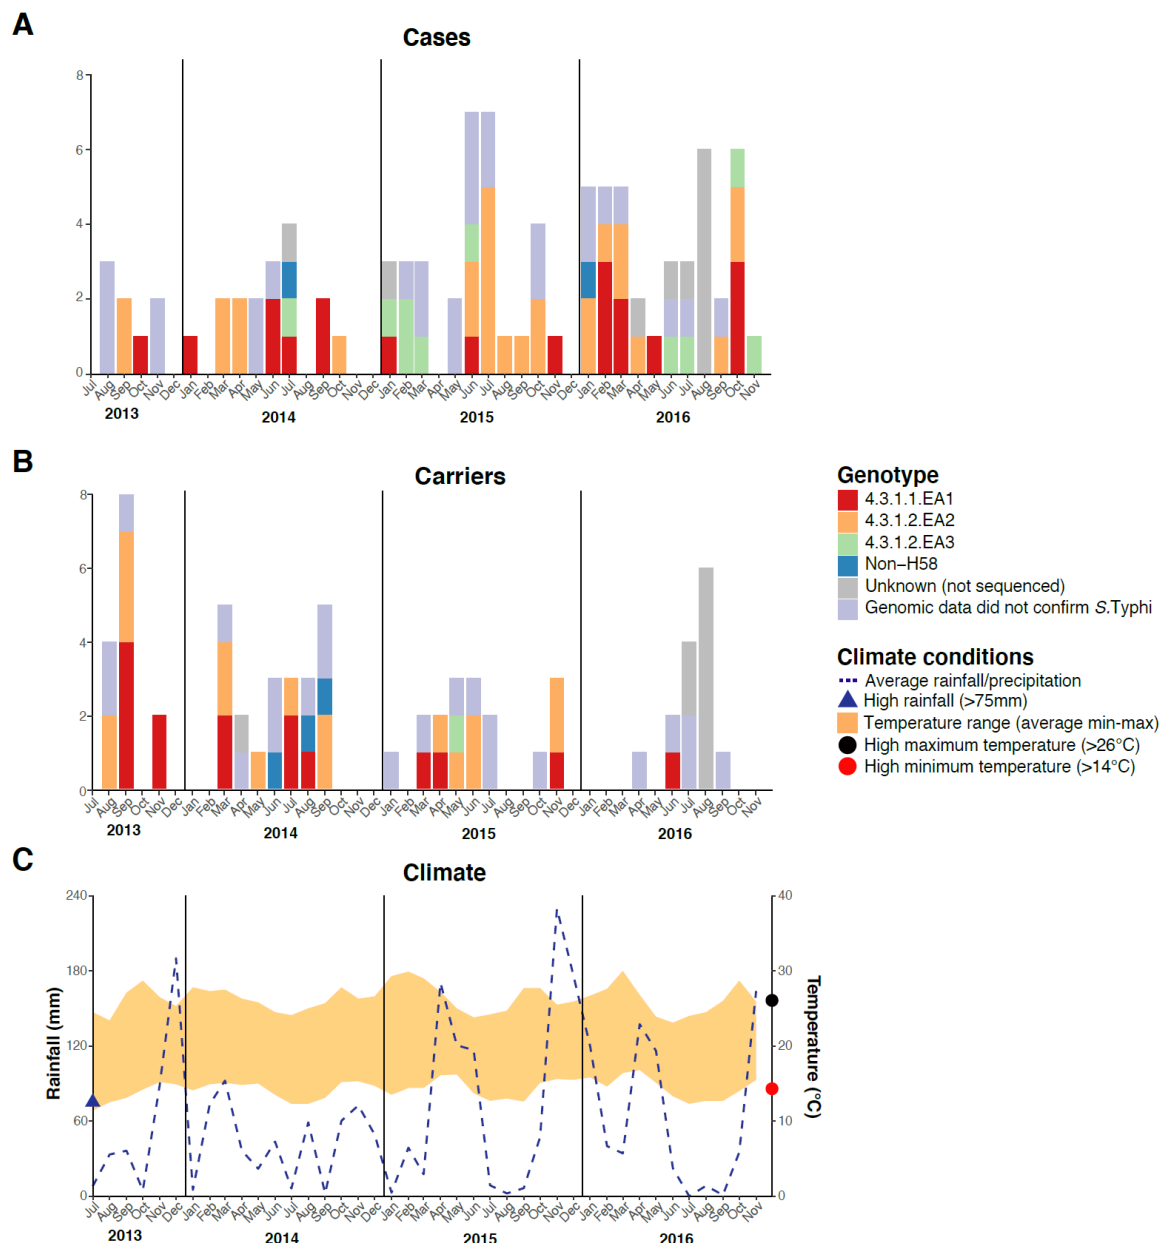 A
Cases
8
6
4
2
0
Jul Aug Sep Oct Nov Dec Jan Feb Mar Apr May Jun Jul Aug Sep Oct Nov Dec Jan Feb Mar Apr May Jun Jul Aug Sep Oct Nov Dec Jan Feb Mar Apr May Jun Jul Aug Sep Oct Nov
2013 2014 2015 2016
B
Carriers
8
6
4
2
0
Jul Aug Sep Oct Nov Dec Jan Feb Mar Apr May Jun Jul Aug Sep Oct Nov Dec Jan Feb Mar Apr May Jun Jul Aug Sep Oct Nov Dec Jan Feb Mar Apr May Jun Jul Aug Sep Oct Nov
2013 2014 2015 2016
Genotype
4.3.1.1.EA1
4.3.1.2.EA2
4.3.1.2.EA3
Non−H58
Unknown (not sequenced)
Genomic data did not confirm S.Typhi
Climate conditions
Average rainfall/precipitation
High rainfall (>75mm)
Temperature range (average min-max)
High maximum temperature (>26°C)
High minimum temperature (>14°C)
C
Climate
Rainfall (mm)
240
180
120
60
0
40
30
20
10
0
Temperature (°C)
Jul Aug Sep Oct Nov Dec Jan Feb Mar Apr May Jun Jul Aug Sep Oct Nov Dec Jan Feb Mar Apr May Jun Jul Aug Sep Oct Nov Dec Jan Feb Mar Apr May Jun Jul Aug Sep Oct Nov
2013 2014 2015 2016